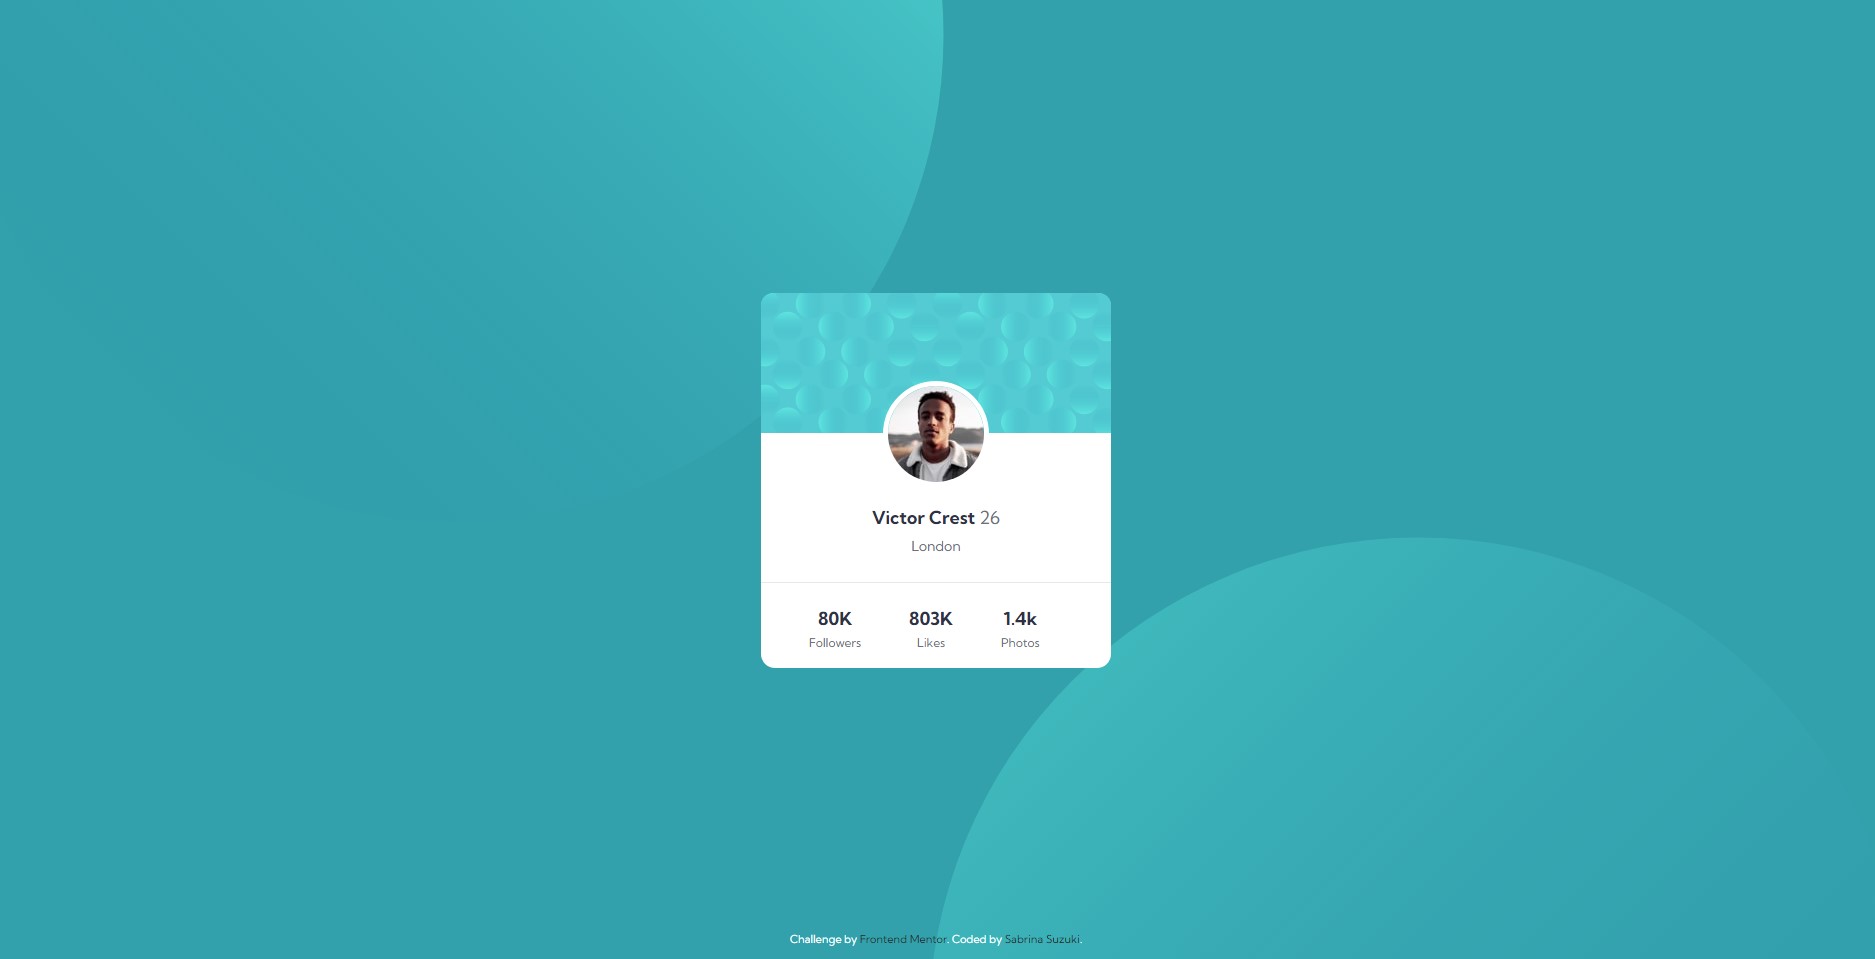 Victor Crest 26
London
80K 803K 1.4k
Followers Likes Photos
Challenge by Frontend Mentor. Coded by Sabrina Suzuki.